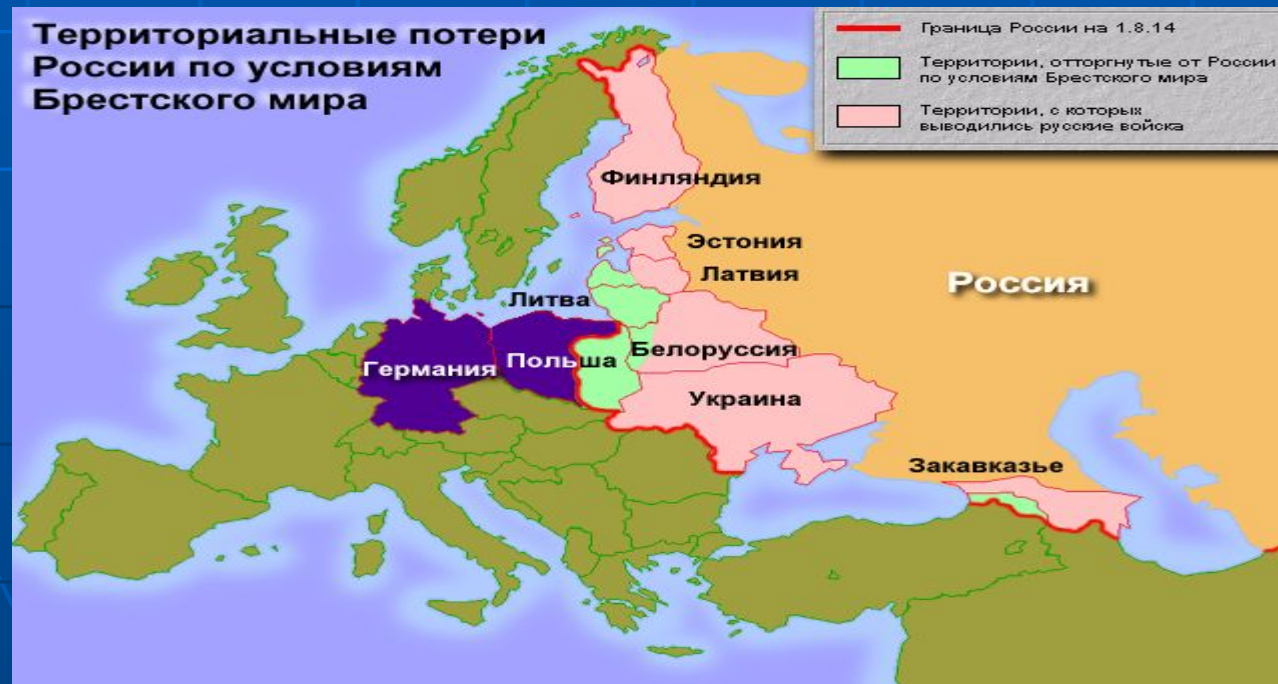 Территориальные потери
России по условиям
Брестского мира
Граница России на 1.8.14
Территории, отторгнутые от России
по условиям Брестского мира
Территории, с которых
выводились русские войска
Финляндия
Эстония
Латвия
Россия
Литва
Белоруссия
Германия
Польша
Украина
Закавказье